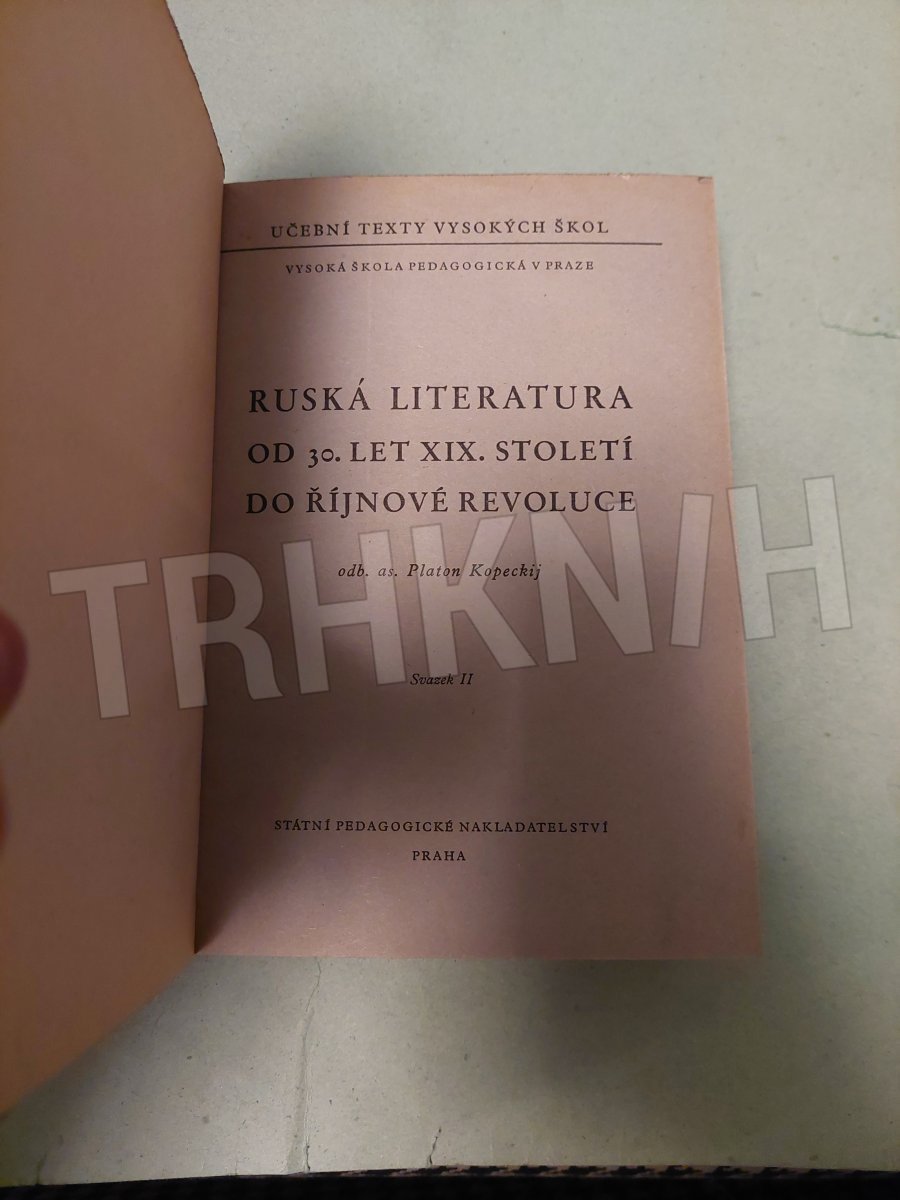 UČEBNÍ TEXTY VYSOKÝCH ŠKOL
VYSOKÁ ŠKOLA PEDAGOGICKÁ V PRAZE
RUSKÁ LITERATURA
OD 30. LET XIX. STOLETÍ
DO ŘÍJNOVÉ REVOLUCE
odb. as. Platon Kopeckij
TRHKNIH
Svazek II
STÁTNÍ PEDAGOGICKÉ NAKLADATELSTVÍ
PRAHA